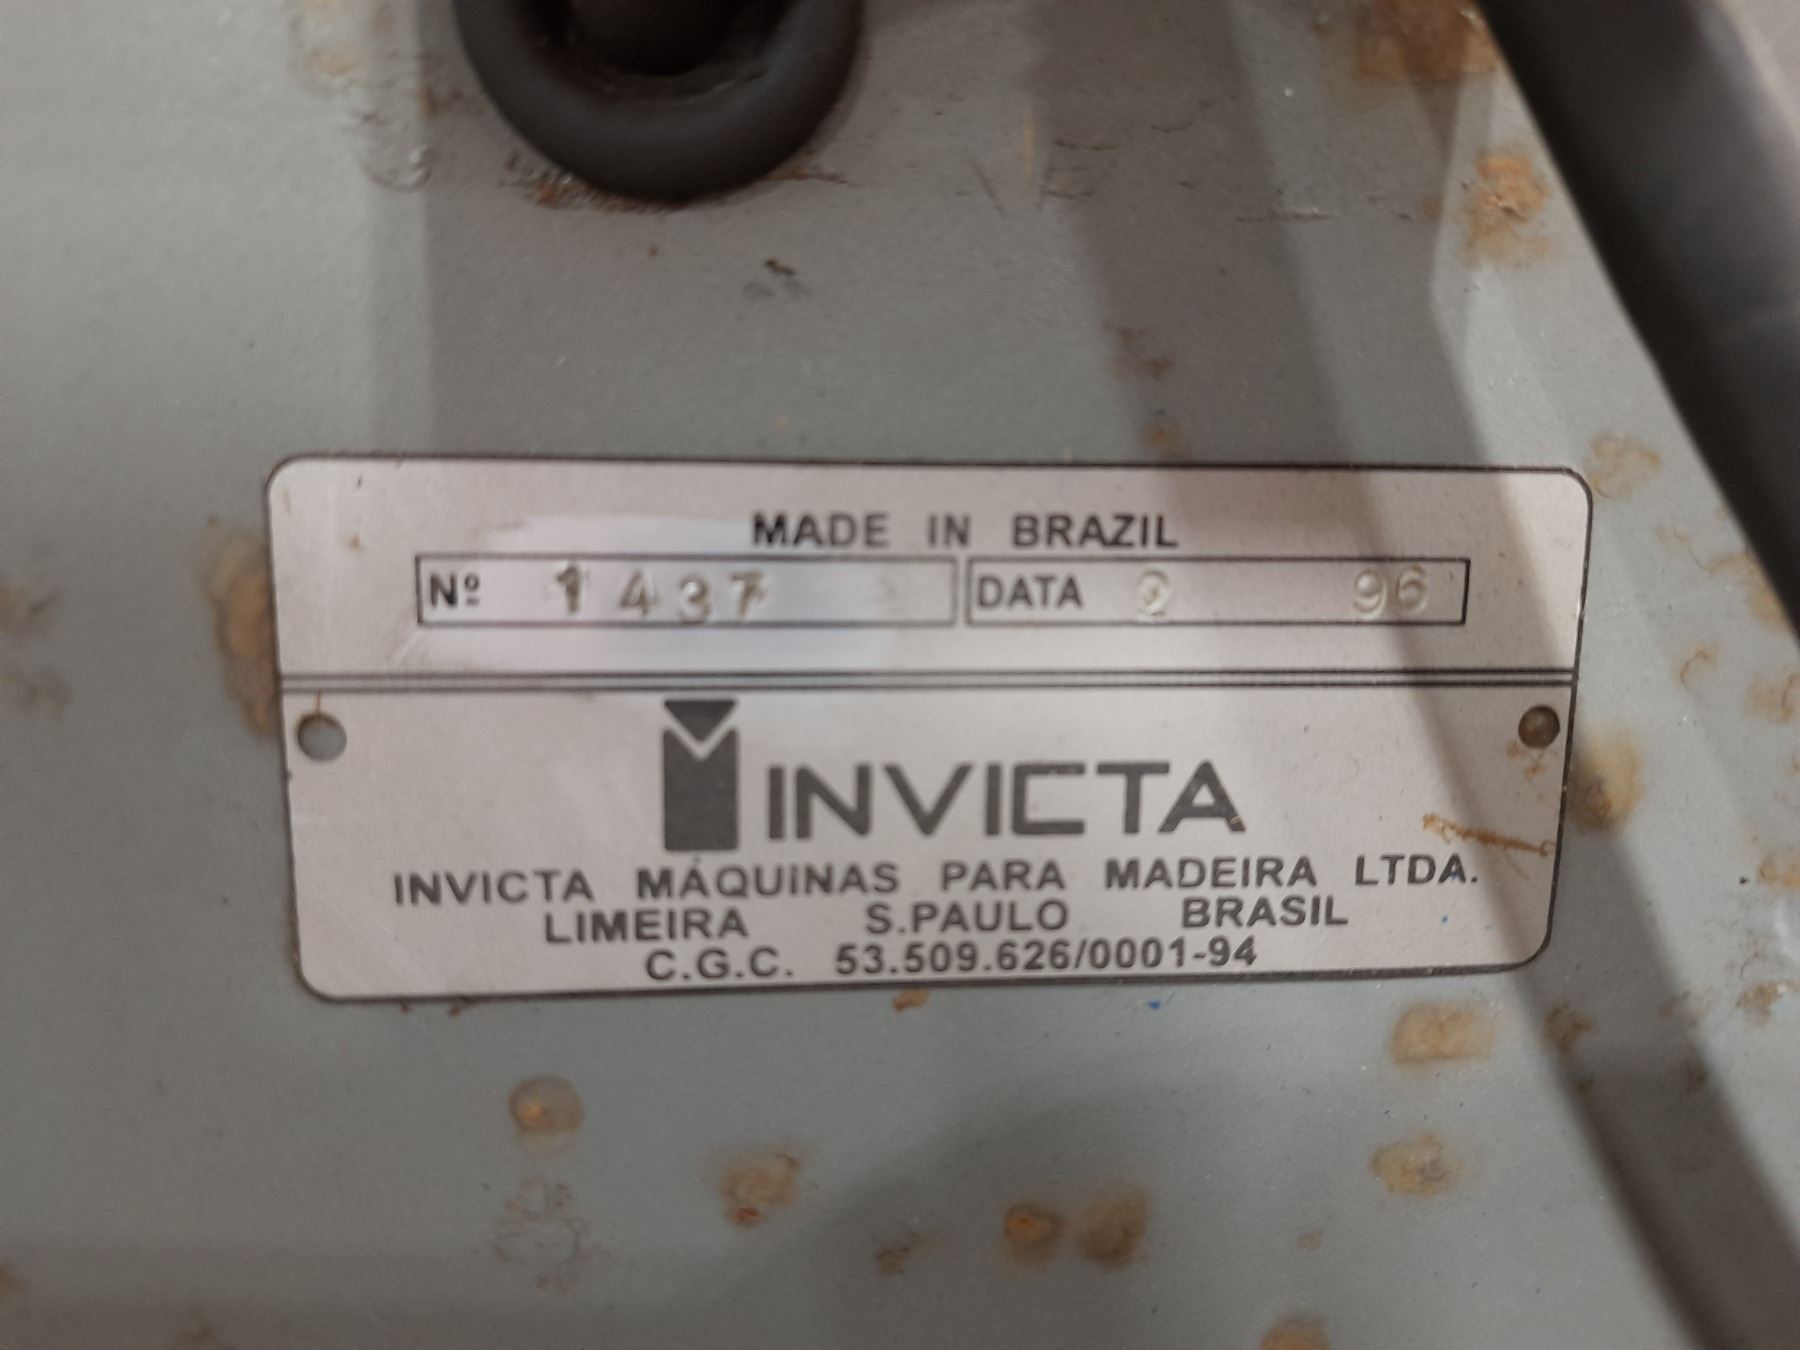 MADE IN BRAZIL
Nº 1437 DATA 2 96
INVICTA
INVICTA MÁQUINAS PARA MADEIRA LTDA.
LIMEIRA S.PAULO BRASIL
C.G.C. 53.509.626/0001-94